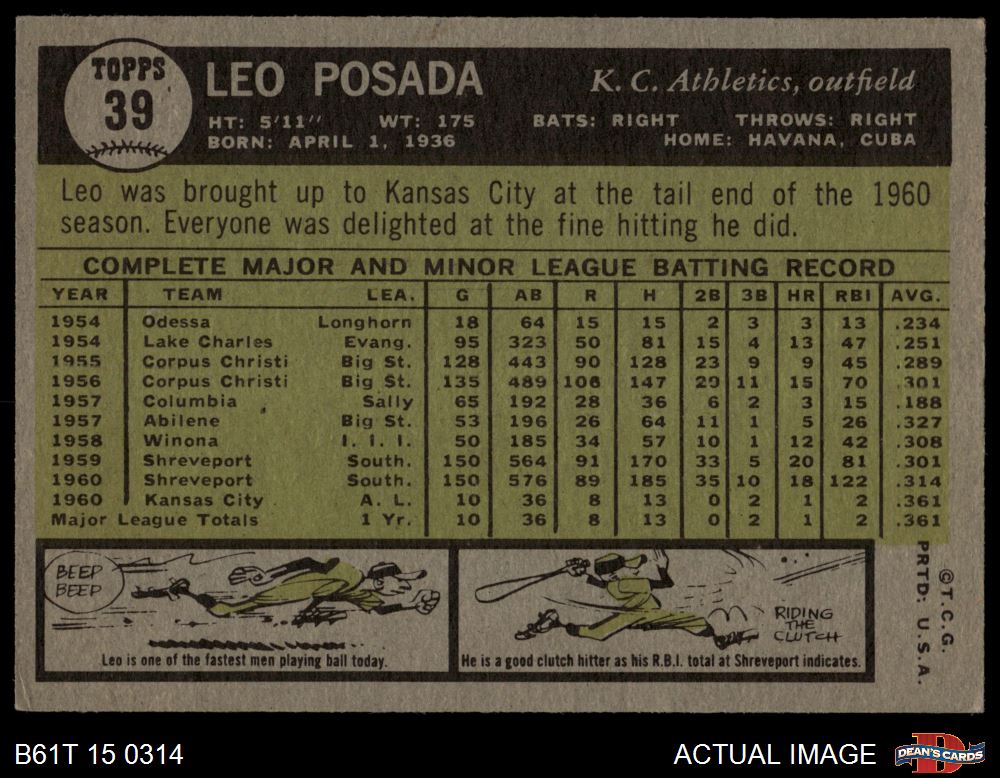 TOPPS
39
LEO POSADA
K. C. Athletics, outfield
HT: 5'11" WT: 175 BATS: RIGHT THROWS: RIGHT
BORN: APRIL 1, 1936 HOME: HAVANA, CUBA
Leo was brought up to Kansas City at the tail end of the 1960
season. Everyone was delighted at the fine hitting he did.
COMPLETE MAJOR AND MINOR LEAGUE BATTING RECORD
YEAR TEAM LEA. G AB R H 2B 3B HR RBI AVG.
1954 Odessa Longhorn 18 64 15 15 2 3 3 13 .234
1954 Lake Charles Evang. 95 323 50 81 15 4 13 47 .251
1955 Corpus Christi Big St. 128 443 90 128 23 9 9 45 .289
1956 Corpus Christi Big St. 135 489 106 147 20 11 15 70 .301
1957 Columbia Sally 65 192 28 36 6 2 3 15 .188
1957 Abilene Big St. 53 196 26 64 11 1 5 26 .327
1958 Winona I. I. I. 50 185 34 57 10 1 12 42 .308
1959 Shreveport South. 150 564 91 170 33 5 20 81 .301
1960 Shreveport South. 150 576 89 185 35 10 18 122 .314
1960 Kansas City A. L. 10 36 8 13 0 2 1 2 .361
Major League Totals 1 Yr. 10 36 8 13 0 2 1 2 .361
BEEP
BEEP
Leo is one of the fastest men playing ball today.
RIDING
THE
CLUTCH
He is a good clutch hitter as his R.B.I. total at Shreveport indicates.
©T.C.G.
PRTD: U.S.A.
B61T 15 0314
ACTUAL IMAGE
DEAN'S CARDS